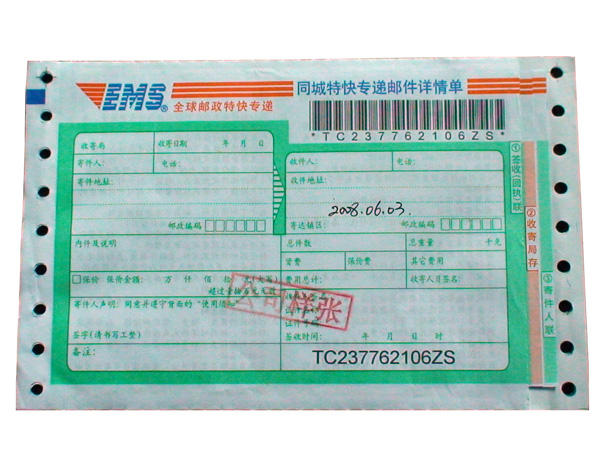 EMS® 全球邮政特快专递
同城特快专递邮件详情单
*TC237762106ZS*
收寄局 收寄日期 年 月 日
寄件人: 电话:
寄件地址:
邮政编码
内件及说明
保价 保价金额: 万 仟 佰 拾 元(大写)
寄件人声明: 同意并遵守背面的“使用须知”
签字(请书写工整)
备注:
收件人: 电话:
收件地址:
2008.06.03.
寄达镇区: 邮政编码
总件数 总重量 千克
资费 保价费 其它费用
费用总计: 收寄人员签名:
公司样张
签收时间: 年 月 日 时
TC237762106ZS
①签收(回执)联
②收寄局存
③寄件人联